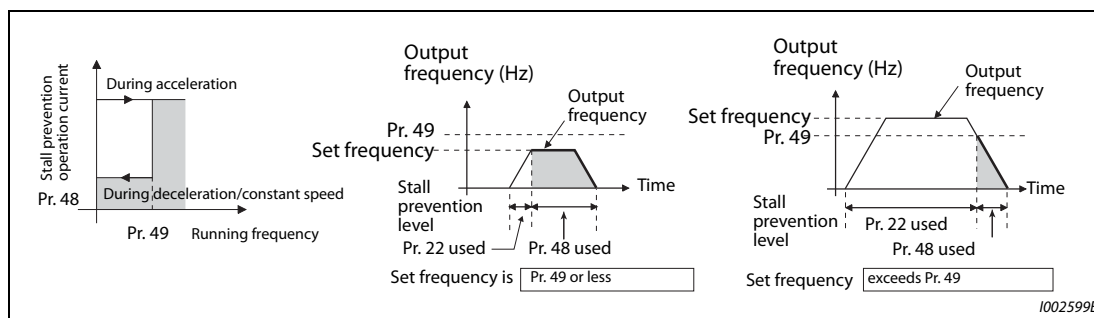 Stall prevention
operation current
During acceleration
During deceleration/constant speed
Pr. 48
Pr. 49
Running frequency
Output
frequency (Hz)
Output
frequency
Pr. 49
Set frequency
Time
Stall
prevention
level
Pr. 22 used
Pr. 48 used
Set frequency is Pr. 49 or less
Output
frequency (Hz)
Output
frequency
Set frequency
Pr. 49
Time
Stall
prevention
level
Pr. 22 used
Pr. 48 used
Set frequency exceeds Pr. 49
I002599E